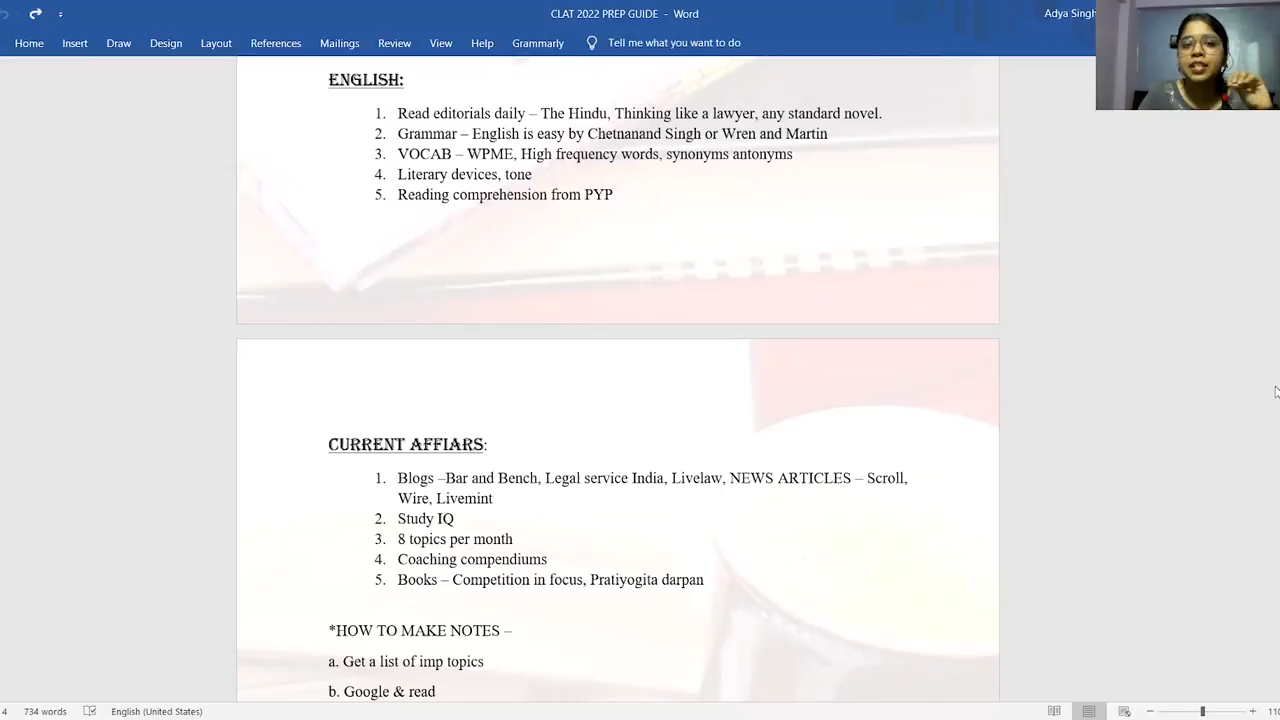 CLAT 2022 PREP GUIDE - Word
Adya Singh
Home Insert Draw Design Layout References Mailings Review View Help Grammarly Tell me what you want to do
ENGLISH:
1. Read editorials daily – The Hindu, Thinking like a lawyer, any standard novel.
2. Grammar – English is easy by Chetnanand Singh or Wren and Martin
3. VOCAB – WPME, High frequency words, synonyms antonyms
4. Literary devices, tone
5. Reading comprehension from PYP
CURRENT AFFIARS:
1. Blogs –Bar and Bench, Legal service India, Livelaw, NEWS ARTICLES – Scroll,
Wire, Livemint
2. Study IQ
3. 8 topics per month
4. Coaching compendiums
5. Books – Competition in focus, Pratiyogita darpan
*HOW TO MAKE NOTES –
a. Get a list of imp topics
b. Google & read
4 734 words English (United States) 110